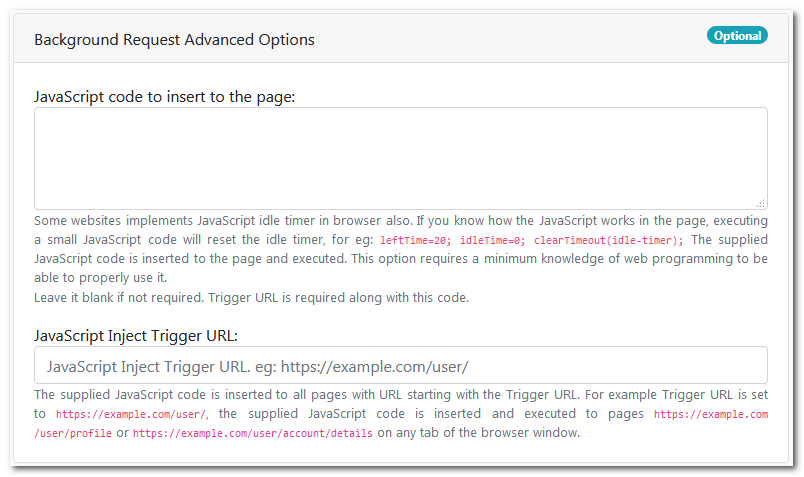 Background Request Advanced Options
Optional
JavaScript code to insert to the page:
Some websites implements JavaScript idle timer in browser also. If you know how the JavaScript works in the page, executing
a small JavaScript code will reset the idle timer, for eg: leftTime=20; idleTime=0; clearTimeout(idle-timer); The supplied
JavaScript code is inserted to the page and executed. This option requires a minimum knowledge of web programming to be
able to properly use it.
Leave it blank if not required. Trigger URL is required along with this code.
JavaScript Inject Trigger URL:
JavaScript Inject Trigger URL. eg: https://example.com/user/
The supplied JavaScript code is inserted to all pages with URL starting with the Trigger URL. For example Trigger URL is set
to https://example.com/user/, the supplied JavaScript code is inserted and executed to pages https://example.com
/user/profile or https://example.com/user/account/details on any tab of the browser window.